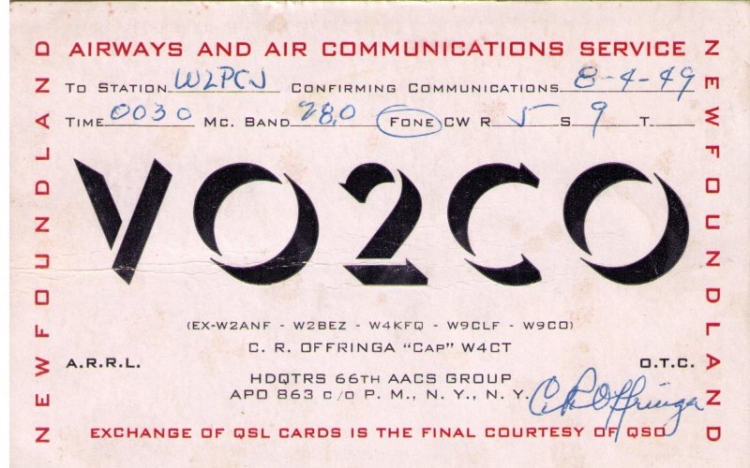 AIRWAYS AND AIR COMMUNICATIONS SERVICE
NEWFOUNDLAND
NEWFOUNDLAND
TO STATION W2PCJ CONFIRMING COMMUNICATIONS 8-4-49
TIME 0030 MC. BAND 28.0 FONE CW R 5 S 9 T
VO2CO
(EX-W2ANF - W2BEZ - W4KFQ - W9CLF - W9CO)
C. R. OFFRINGA "CAP" W4CT
A.R.R.L. O.T.C.
HDQTRS 66TH AACS GROUP
APO 863 C/O P. M., N. Y., N. Y.
C R Offringa
EXCHANGE OF QSL CARDS IS THE FINAL COURTESY OF QSO